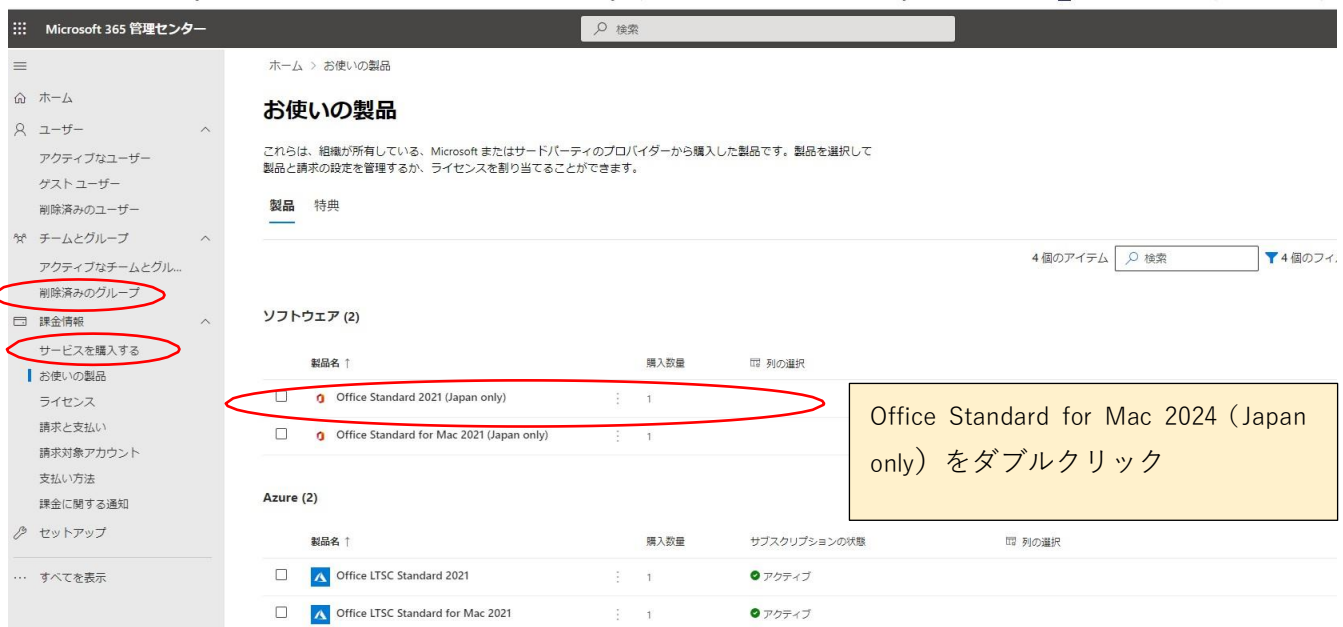 Microsoft 365 管理センター
検索
ホーム > お使いの製品
ホーム
お使いの製品
ユーザー
アクティブなユーザー
これらは、組織が所有している、Microsoft またはサードパーティのプロバイダーから購入した製品です。製品を選択して
製品と請求の設定を管理するか、ライセンスを割り当てることができます。
ゲスト ユーザー
削除済みのユーザー
製品 特典
チームとグループ
アクティブなチームとグル...
4 個のアイテム 検索 4 個のフィ
削除済みのグループ
課金情報
ソフトウェア (2)
サービスを購入する
製品名 ↑ 購入数量 列の選択
お使いの製品
ライセンス
Office Standard 2021 (Japan only) 1
請求と支払い
Office Standard for Mac 2021 (Japan only) 1
Office Standard for Mac 2024（Japan
only）をダブルクリック
請求対象アカウント
支払い方法
課金に関する通知
Azure (2)
セットアップ
製品名 ↑ 購入数量 サブスクリプションの状態 列の選択
すべてを表示
Office LTSC Standard 2021 1 アクティブ
Office LTSC Standard for Mac 2021 1 アクティブ